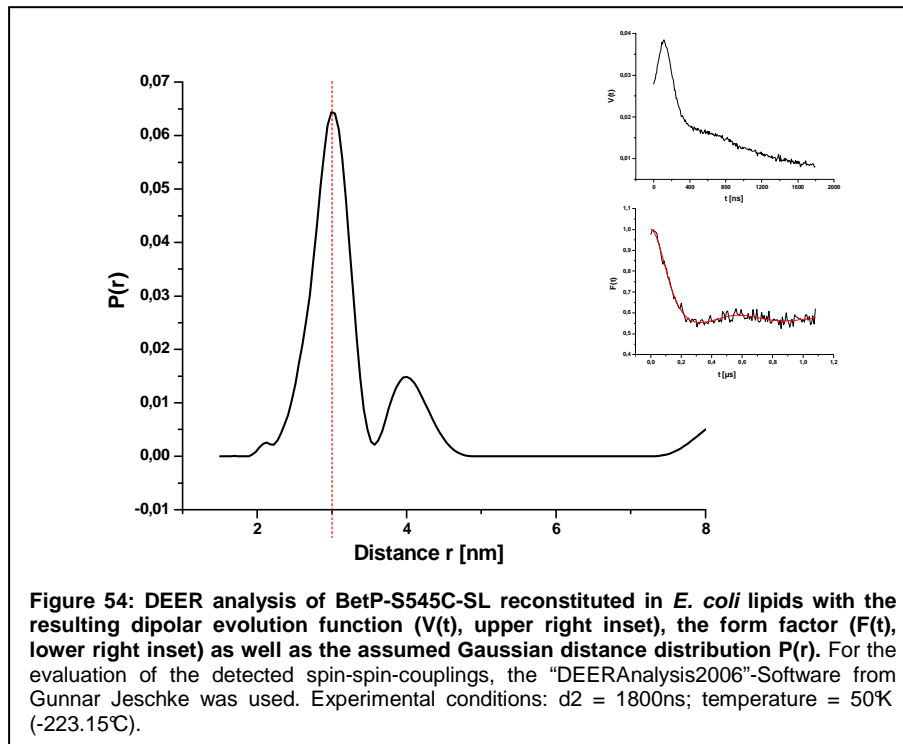 0,07
0,06
0,05
0,04
0,03
0,02
0,01
0,00
-0,01
P(r)
2 4 6 8
Distance r [nm]
0,04
0,03
0,02
0,01
V(t)
0 400 800 1200 1600 2000
t [ns]
1,1
1,0
0,9
0,8
0,7
0,6
0,5
0,4
F(t)
0,0 0,2 0,4 0,6 0,8 1,0 1,2
t [µs]
Figure 54: DEER analysis of BetP-S545C-SL reconstituted in E. coli lipids with the
resulting dipolar evolution function (V(t), upper right inset), the form factor (F(t),
lower right inset) as well as the assumed Gaussian distance distribution P(r). For the
evaluation of the detected spin-spin-couplings, the “DEERAnalysis2006”-Software from
Gunnar Jeschke was used. Experimental conditions: d2 = 1800ns; temperature = 50°K
(-223.15°C).